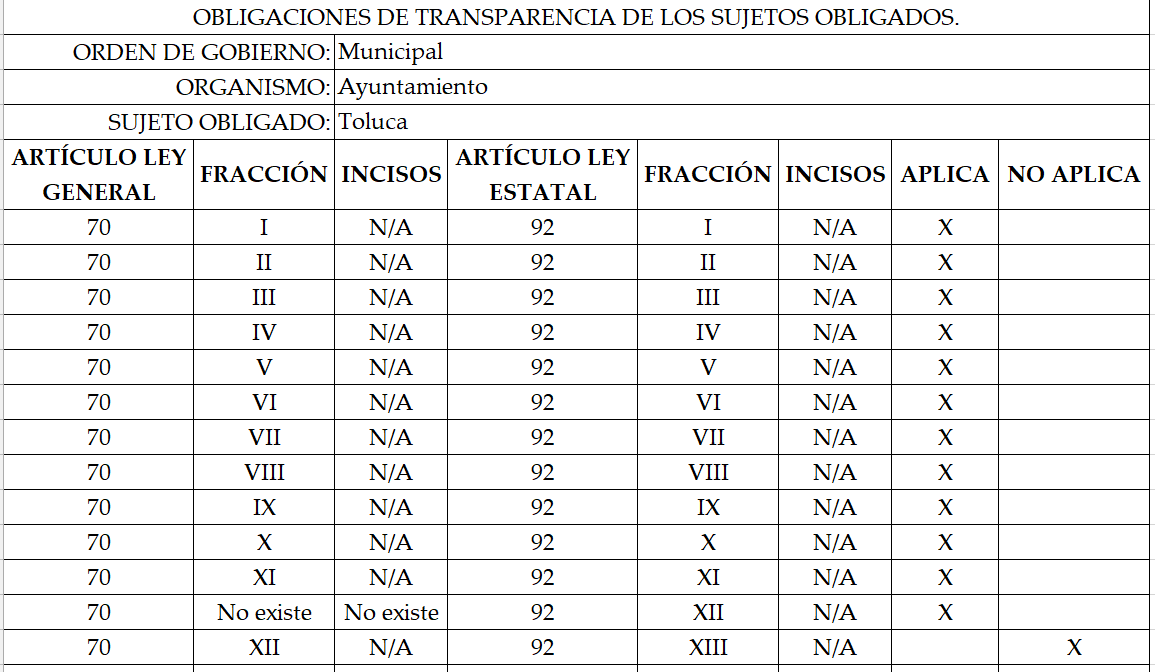 OBLIGACIONES DE TRANSPARENCIA DE LOS SUJETOS OBLIGADOS.
ORDEN DE GOBIERNO: Municipal
ORGANISMO: Ayuntamiento
SUJETO OBLIGADO: Toluca
ARTÍCULO LEY GENERAL FRACCIÓN INCISOS ARTÍCULO LEY ESTATAL FRACCIÓN INCISOS APLICA NO APLICA
70 I N/A 92 I N/A X
70 II N/A 92 II N/A X
70 III N/A 92 III N/A X
70 IV N/A 92 IV N/A X
70 V N/A 92 V N/A X
70 VI N/A 92 VI N/A X
70 VII N/A 92 VII N/A X
70 VIII N/A 92 VIII N/A X
70 IX N/A 92 IX N/A X
70 X N/A 92 X N/A X
70 XI N/A 92 XI N/A X
70 No existe No existe 92 XII N/A X
70 XII N/A 92 XIII N/A X